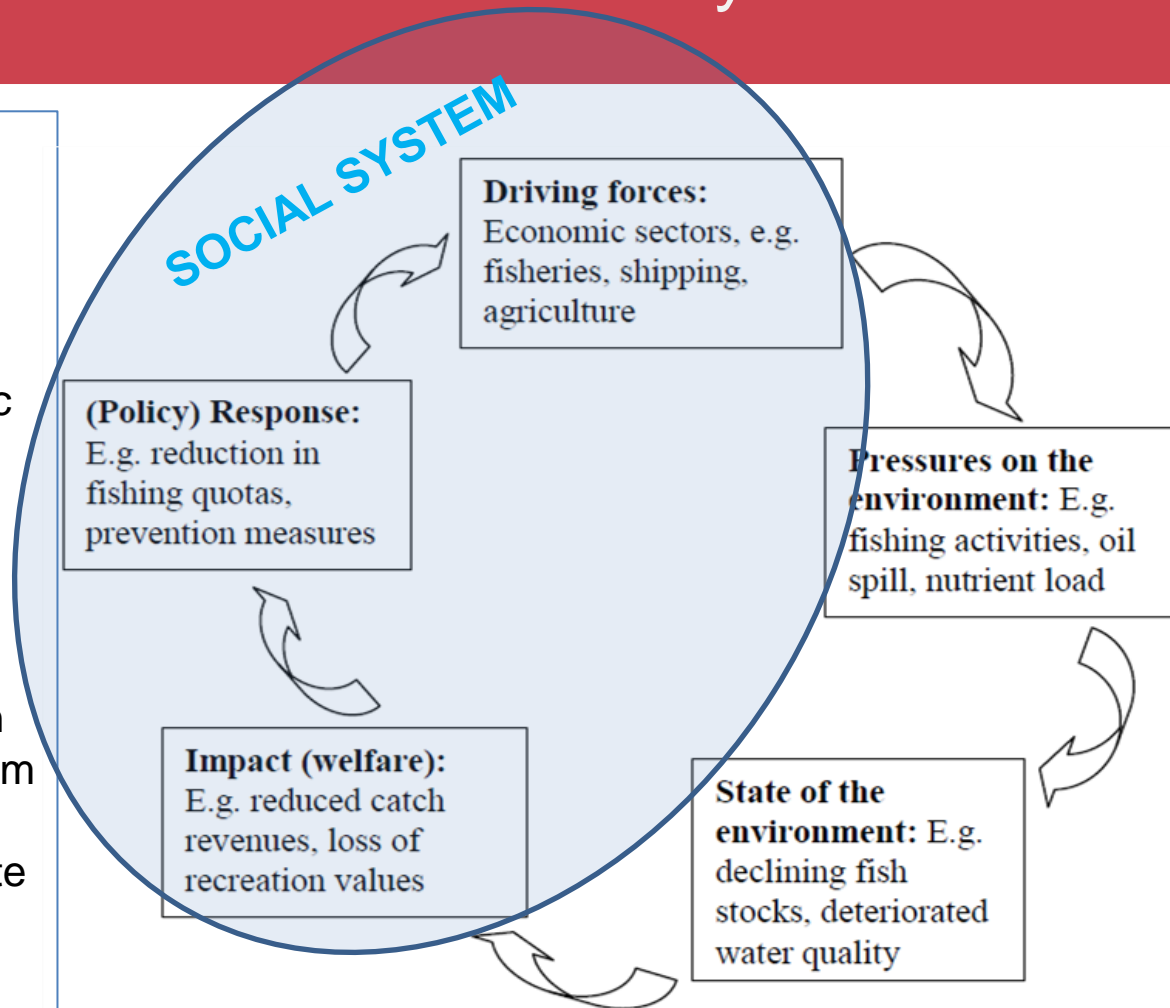 y
SOCIAL SYSTEM
Driving forces:
Economic sectors, e.g.
fisheries, shipping,
agriculture
(Policy) Response:
E.g. reduction in
fishing quotas,
prevention measures
Pressures on the
environment: E.g.
fishing activities, oil
spill, nutrient load
Impact (welfare):
E.g. reduced catch
revenues, loss of
recreation values
State of the
environment: E.g.
declining fish
stocks, deteriorated
water quality
c
m
te